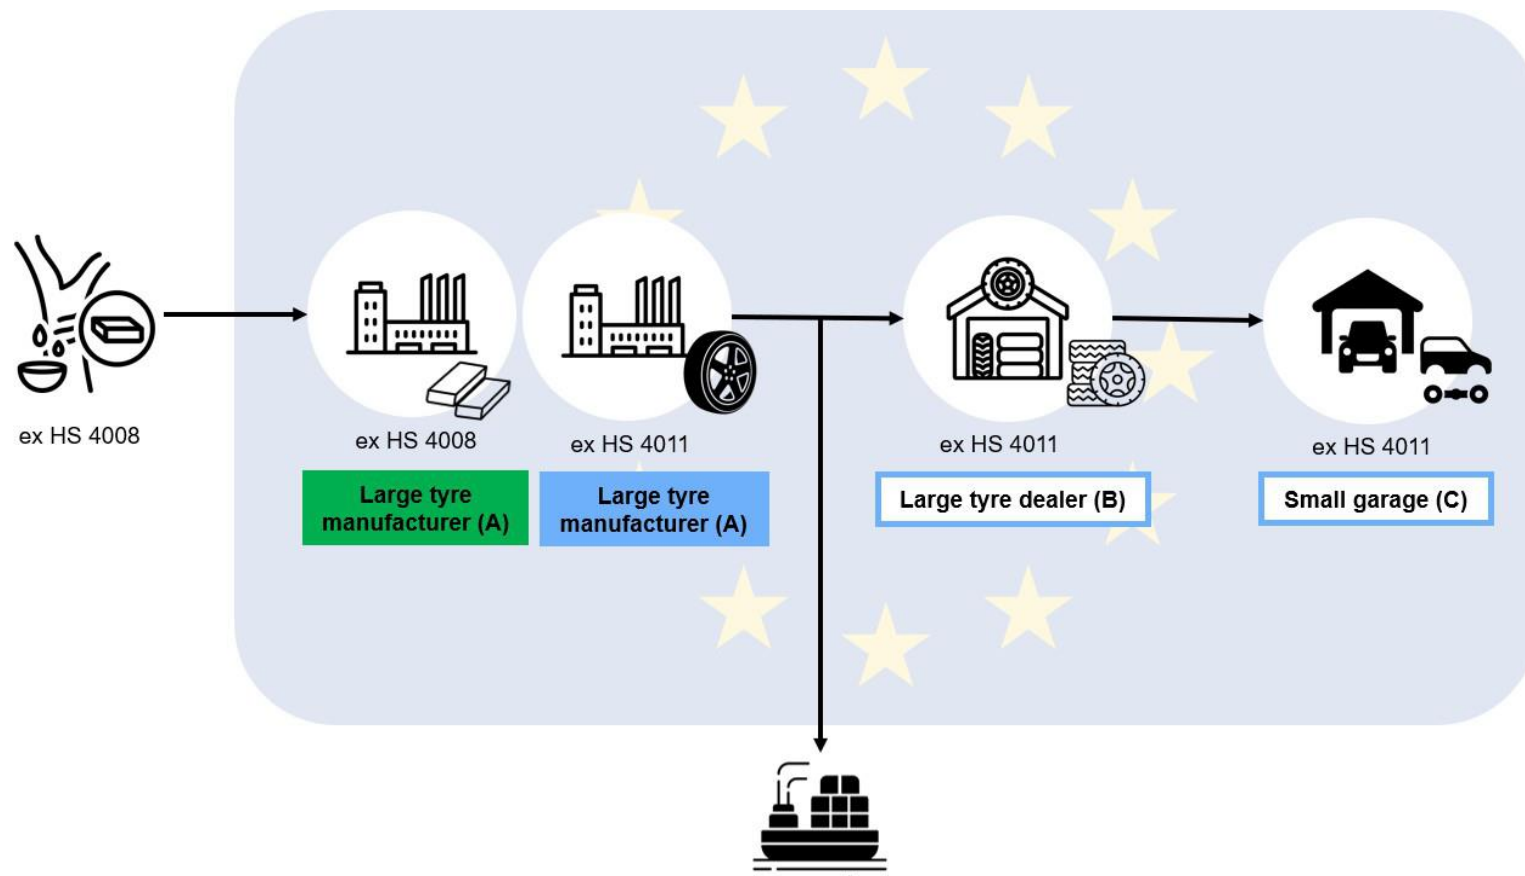 ex HS 4008
ex HS 4008
ex HS 4011
ex HS 4011
ex HS 4011
Large tyre
manufacturer (A)
Large tyre
manufacturer (A)
Large tyre dealer (B)
Small garage (C)